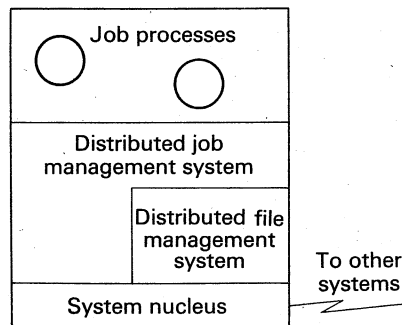 Job processes
Distributed job
management system
Distributed file
management
system
To other
systems
System nucleus